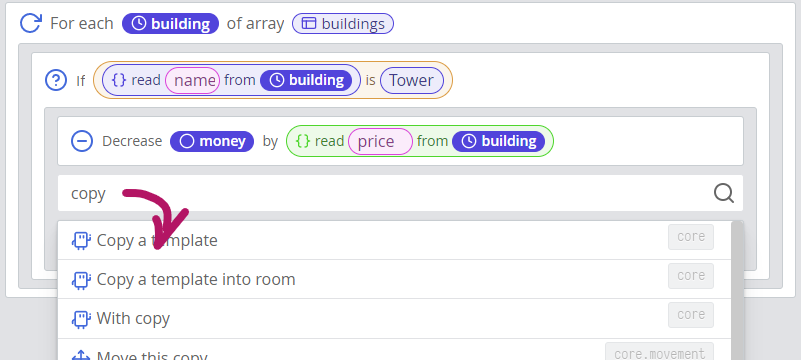 For each building of array buildings
If read name from building is Tower
Decrease money by {} read price from building
copy
Copy a template
core
Copy a template into room
core
With copy
core
Move this copy
core.movement